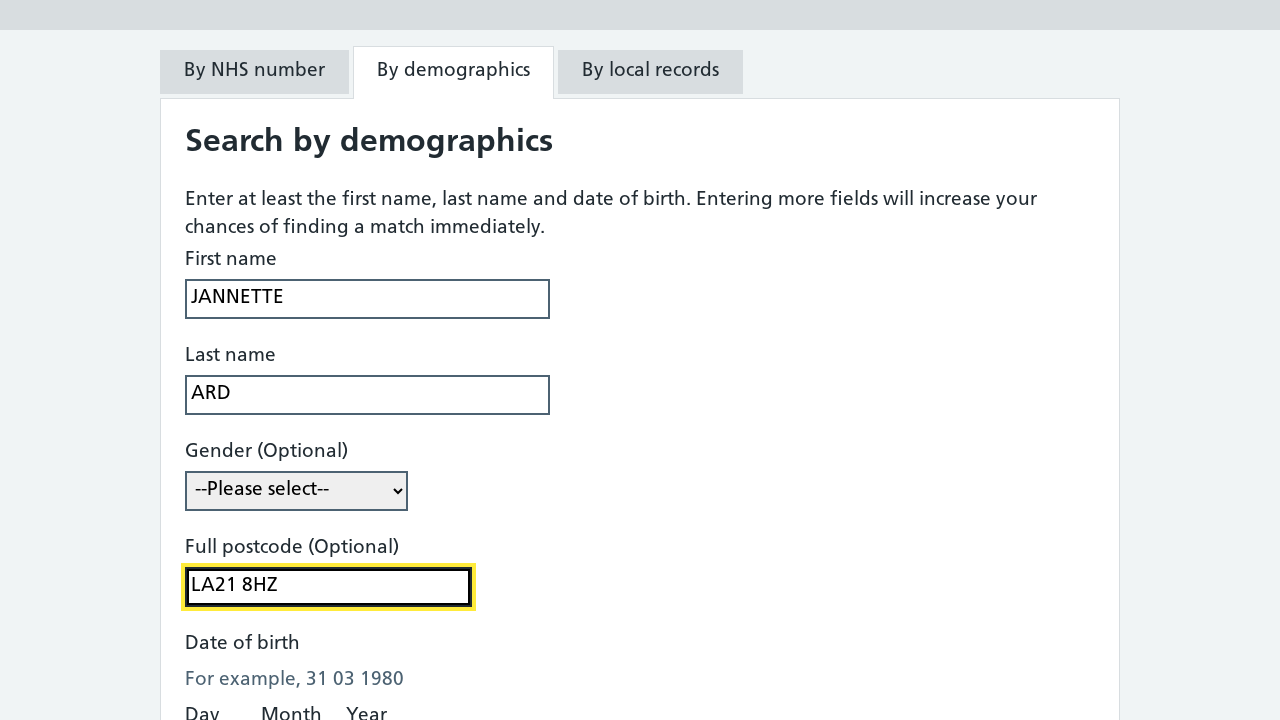 By NHS number
By demographics
By local records
Search by demographics
Enter at least the first name, last name and date of birth. Entering more fields will increase your
chances of finding a match immediately.
First name
JANNETTE
Last name
ARD
Gender (Optional)
--Please select--
Full postcode (Optional)
LA21 8HZ
Date of birth
For example, 31 03 1980
Day Month Year